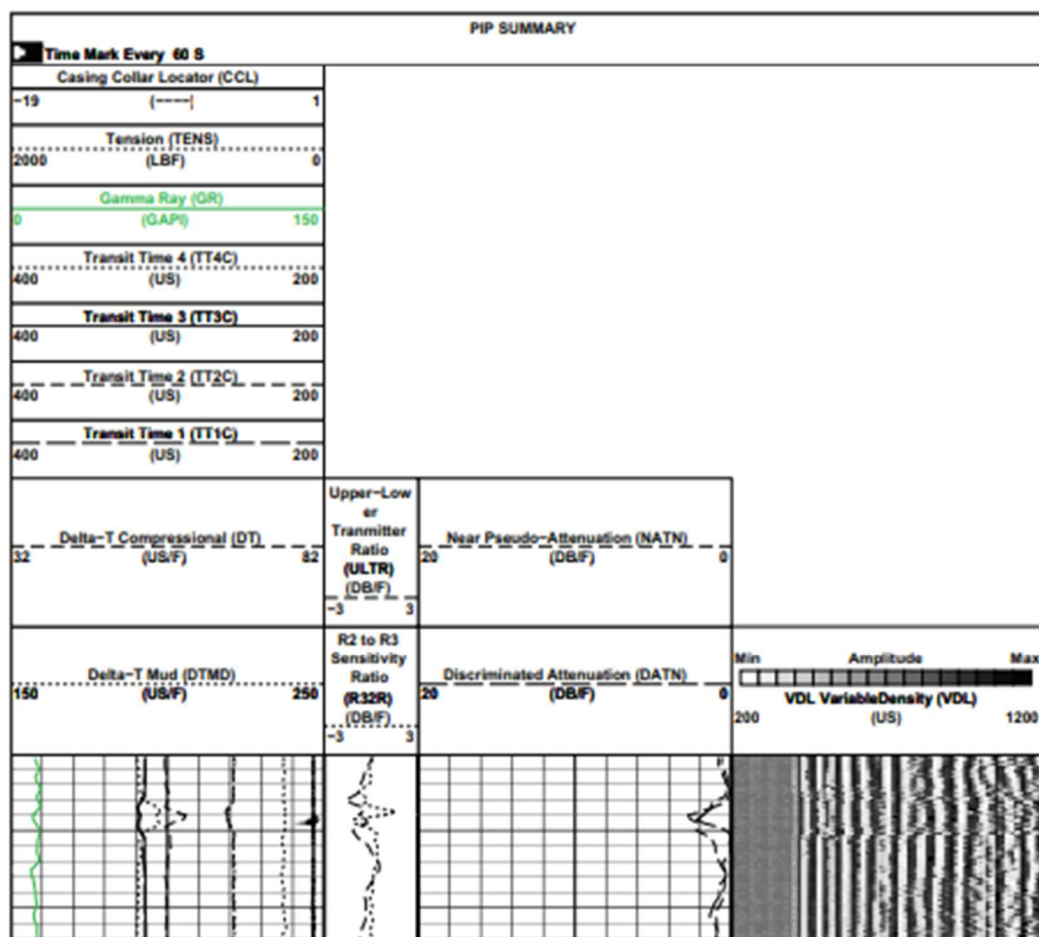 PIP SUMMARY
Time Mark Every 60 S
Casing Collar Locator (CCL)
−19 (----) 1
Tension (TENS)
2000 (LBF) 0
Gamma Ray (GR)
0 (GAPI) 150
Transit Time 4 (TT4C)
400 (US) 200
Transit Time 3 (TT3C)
400 (US) 200
Transit Time 2 (TT2C)
400 (US) 200
Transit Time 1 (TT1C)
400 (US) 200
Delta−T Compressional (DT)
32 (US/F) 82
Upper−Low
er
Tranmitter
Ratio
(ULTR)
(DB/F)
−3 3
Near Pseudo−Attenuation (NATN)
20 (DB/F) 0
Delta−T Mud (DTMD)
150 (US/F) 250
R2 to R3
Sensitivity
Ratio
(R32R)
(DB/F)
−3 3
Discriminated Attenuation (DATN)
20 (DB/F) 0
Min Amplitude Max
VDL VariableDensity (VDL)
200 (US) 1200